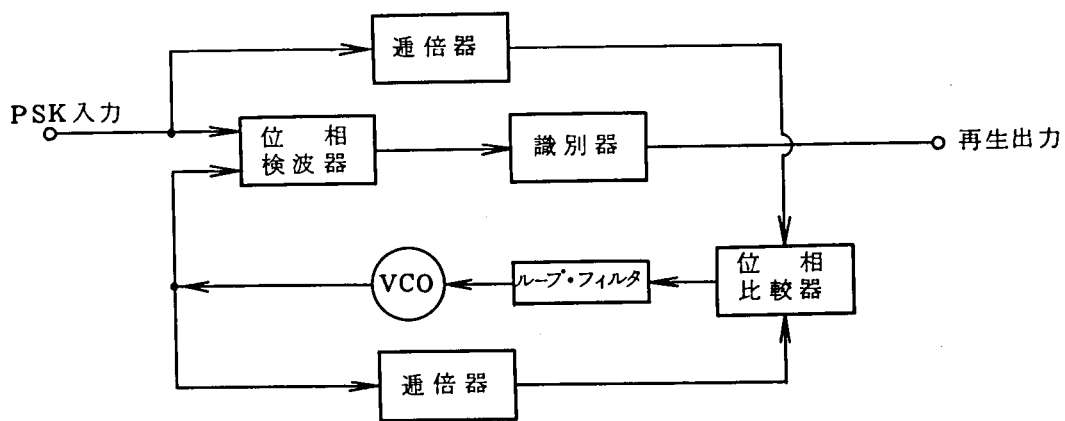 逓倍器
PSK入力
位相
検波器
識別器
再生出力
VCO
ループ・フィルタ
位相
比較器
逓倍器